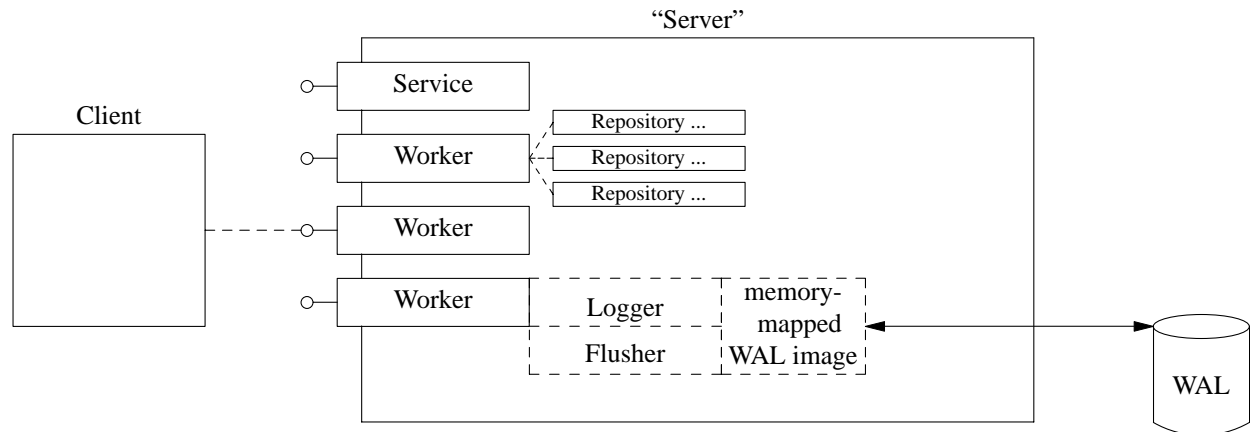 “Server”
Service
Client
Repository ...
Worker
Repository ...
Repository ...
Worker
Worker
Logger
memory-
mapped
WAL image
Flusher
WAL